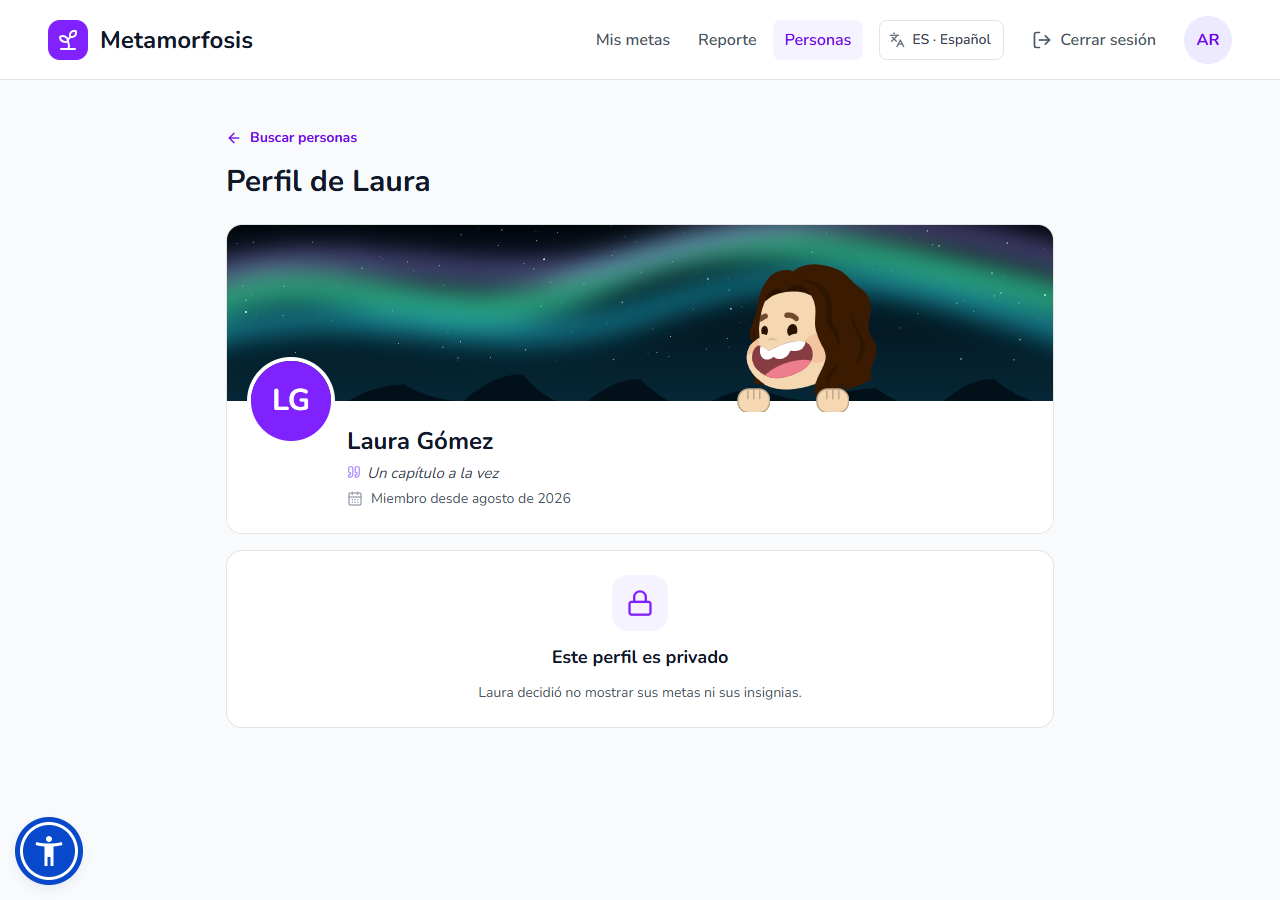 Metamorfosis
Mis metas
Reporte
Personas
ES · Español
Cerrar sesión
AR
Buscar personas
Perfil de Laura
LG
Laura Gómez
Un capítulo a la vez
Miembro desde agosto de 2026
Este perfil es privado
Laura decidió no mostrar sus metas ni sus insignias.